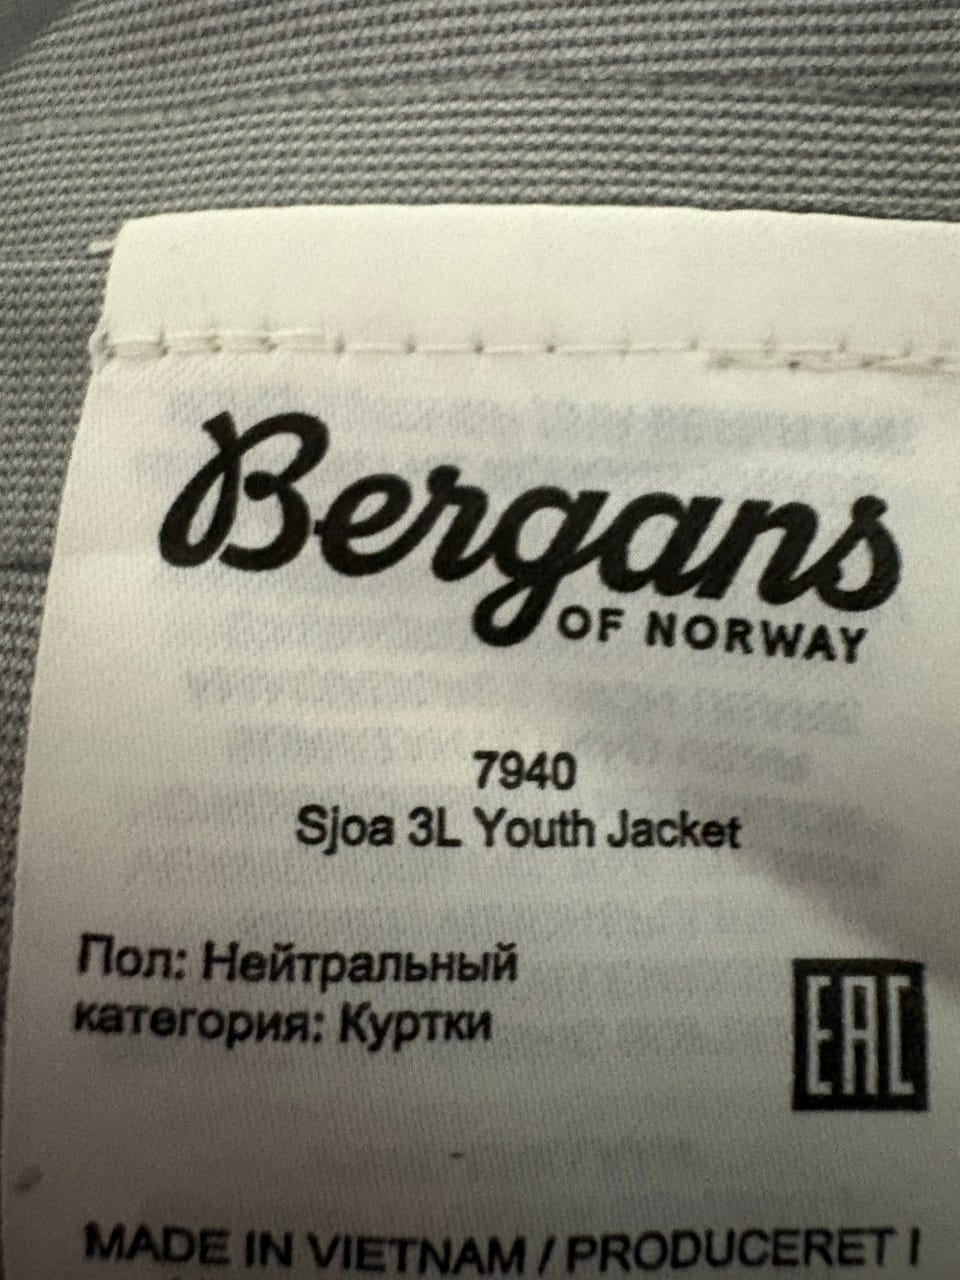 Bergans
OF NORWAY
7940
Sjoa 3L Youth Jacket
Пол: Нейтральный
категория: Куртки
EAC
MADE IN VIETNAM / PRODUCERET I